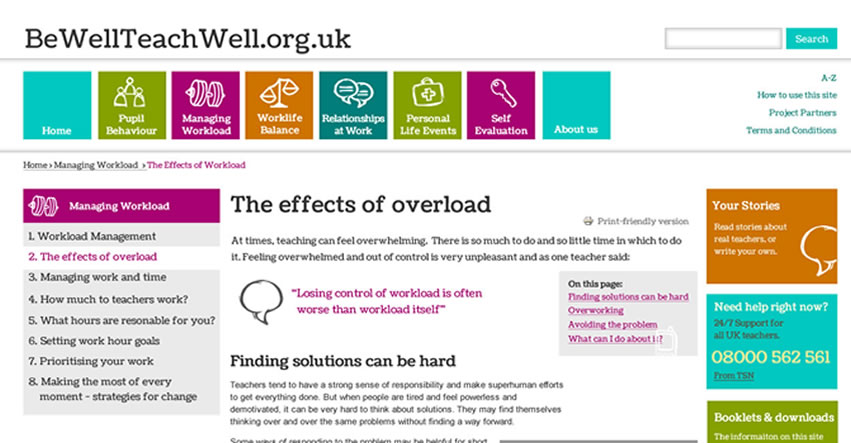 BeWellTeachWell.org.uk
Search
Home
Pupil
Behaviour
Managing
Workload
Worklife
Balance
Relationships
at Work
Personal
Life Events
Self
Evaluation
About us
A-Z
How to use this site
Project Partners
Terms and Conditions
Home › Managing Workload › The Effects of Workload
Managing Workload
1. Workload Management
2. The effects of overload
3. Managing work and time
4. How much to teachers work?
5. What hours are resonable for you?
6. Setting work hour goals
7. Prioritising your work
8. Making the most of every
moment - strategies for change
The effects of overload
Print-friendly version
At times, teaching can feel overwhelming. There is so much to do and so little time in which to do
it. Feeling overwhelmed and out of control is very unpleasant and as one teacher said:
“Losing control of workload is often
worse than workload itself”
On this page:
Finding solutions can be hard
Overworking
Avoiding the problem
What can I do about it?
Finding solutions can be hard
Teachers tend to have a strong sense of responsibility and make superhuman efforts
to get everything done. But when people are tired and feel powerless and
demotivated, it can be very hard to think about solutions. They may find themselves
thinking over and over the same problems without finding a way forward.
Some ways of responding to the problem may be helpful for short
Your Stories
Read stories about
real teachers, or
write your own.
Need help right now?
24/7 Support for
all UK teachers.
08000 562 561
From TSN
Booklets & downloads
The informaiton on this site